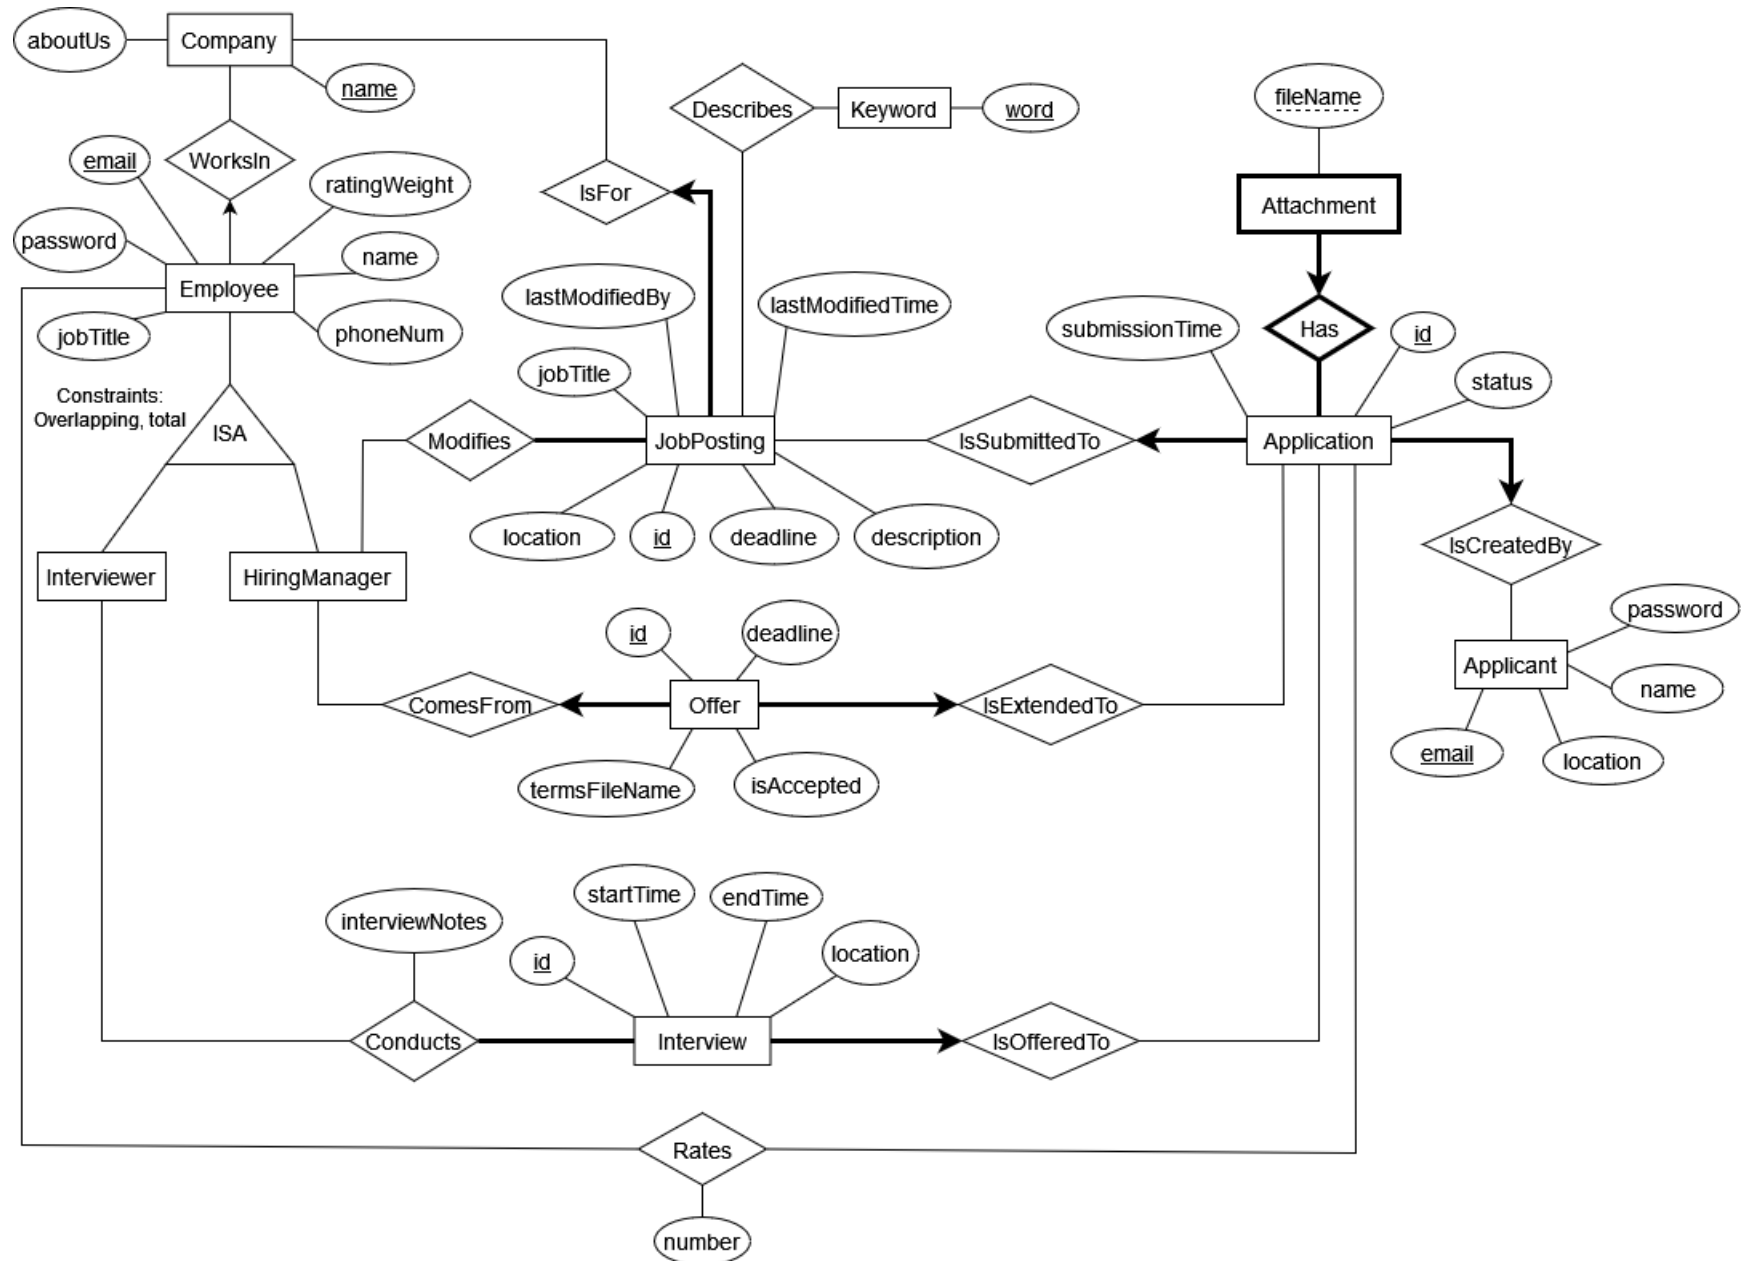 aboutUs
Company
name
Describes
Keyword
word
fileName
email
WorksIn
ratingWeight
IsFor
Attachment
password
name
Employee
jobTitle
phoneNum
lastModifiedBy
lastModifiedTime
submissionTime
Has
id
status
jobTitle
Constraints:
Overlapping, total
ISA
Modifies
JobPosting
IsSubmittedTo
Application
location
id
deadline
description
IsCreatedBy
Interviewer
HiringManager
password
id
deadline
Applicant
name
ComesFrom
Offer
IsExtendedTo
email
location
termsFileName
isAccepted
startTime
endTime
interviewNotes
id
location
Conducts
Interview
IsOfferedTo
Rates
number